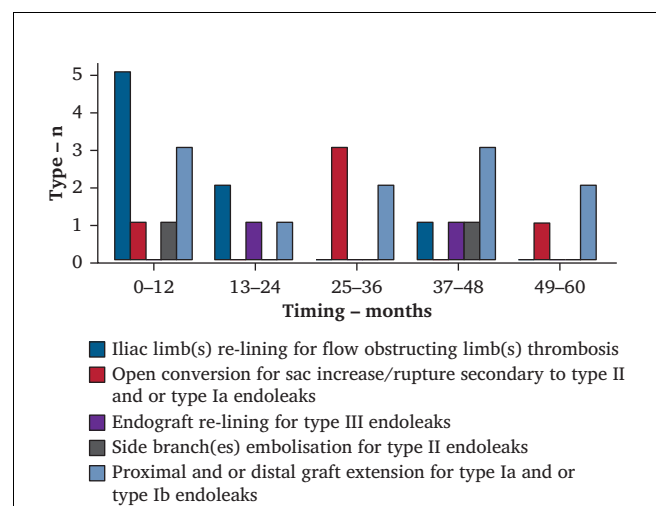 5
4
3
2
1
0
Type – n
0–12 13–24 25–36 37–48 49–60
Timing – months
Iliac limb(s) re-lining for flow obstructing limb(s) thrombosis
Open conversion for sac increase/rupture secondary to type II
and or type Ia endoleaks
Endograft re-lining for type III endoleaks
Side branch(es) embolisation for type II endoleaks
Proximal and or distal graft extension for type Ia and or
type Ib endoleaks